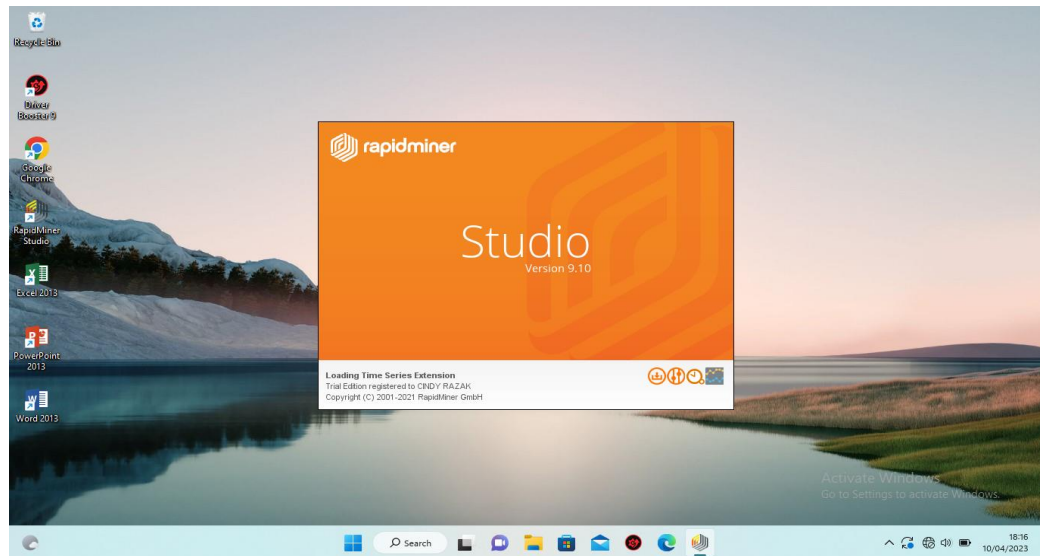 Recycle Bin
Driver
Booster 9
Google
Chrome
RapidMiner
Studio
Excel 2013
PowerPoint
2013
Word 2013
rapidminer
Studio
Version 9.10
Loading Time Series Extension
Trial Edition registered to CINDY RAZAK
Copyright (C) 2001-2021 RapidMiner GmbH
Activate Windows
Go to Settings to activate Windows.
Search
18:16
10/04/2023